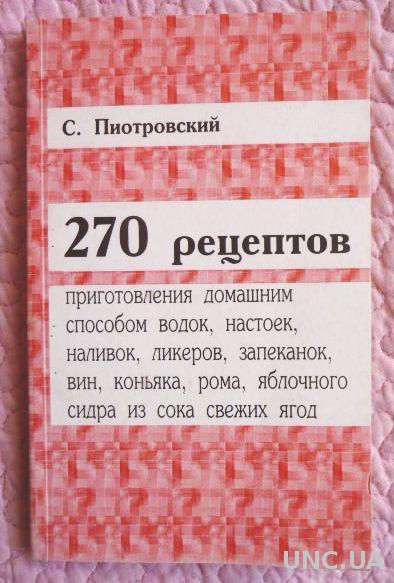 С. Пиотровский
270 рецептов
приготовления домашним
способом водок, настоек,
наливок, ликеров, запеканок,
вин, коньяка, рома, яблочного
сидра из сока свежих ягод
UNC.UA